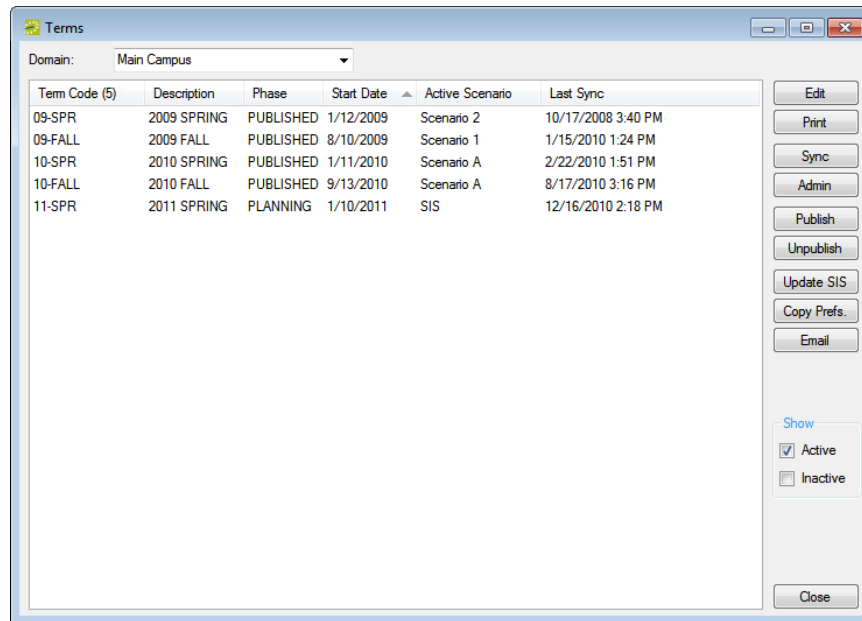 Terms
Domain: Main Campus
Term Code (5) Description Phase Start Date Active Scenario Last Sync
09-SPR 2009 SPRING PUBLISHED 1/12/2009 Scenario 2 10/17/2008 3:40 PM
09-FALL 2009 FALL PUBLISHED 8/10/2009 Scenario 1 1/15/2010 1:24 PM
10-SPR 2010 SPRING PUBLISHED 1/11/2010 Scenario A 2/22/2010 1:51 PM
10-FALL 2010 FALL PUBLISHED 9/13/2010 Scenario A 8/17/2010 3:16 PM
11-SPR 2011 SPRING PLANNING 1/10/2011 SIS 12/16/2010 2:18 PM
Edit
Print
Sync
Admin
Publish
Unpublish
Update SIS
Copy Prefs.
Email
Show
Active
Inactive
Close